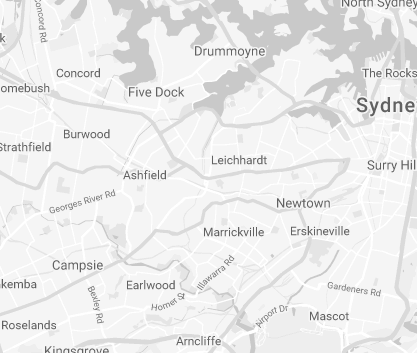 North Sydney
Concord Rd
k
Drummoyne
Concord
The Rocks
omebush
Five Dock
Sydne
Burwood
Strathfield
Leichhardt
Surry Hil
Ashfield
Georges River Rd
Newtown
Marrickville
Erskineville
Campsie
Illawarra Rd
kemba
Earlwood
Bexley Rd
Homer St
Gardeners Rd
Airport Dr
Mascot
Roselands
Arncliffe
Kingsgrove